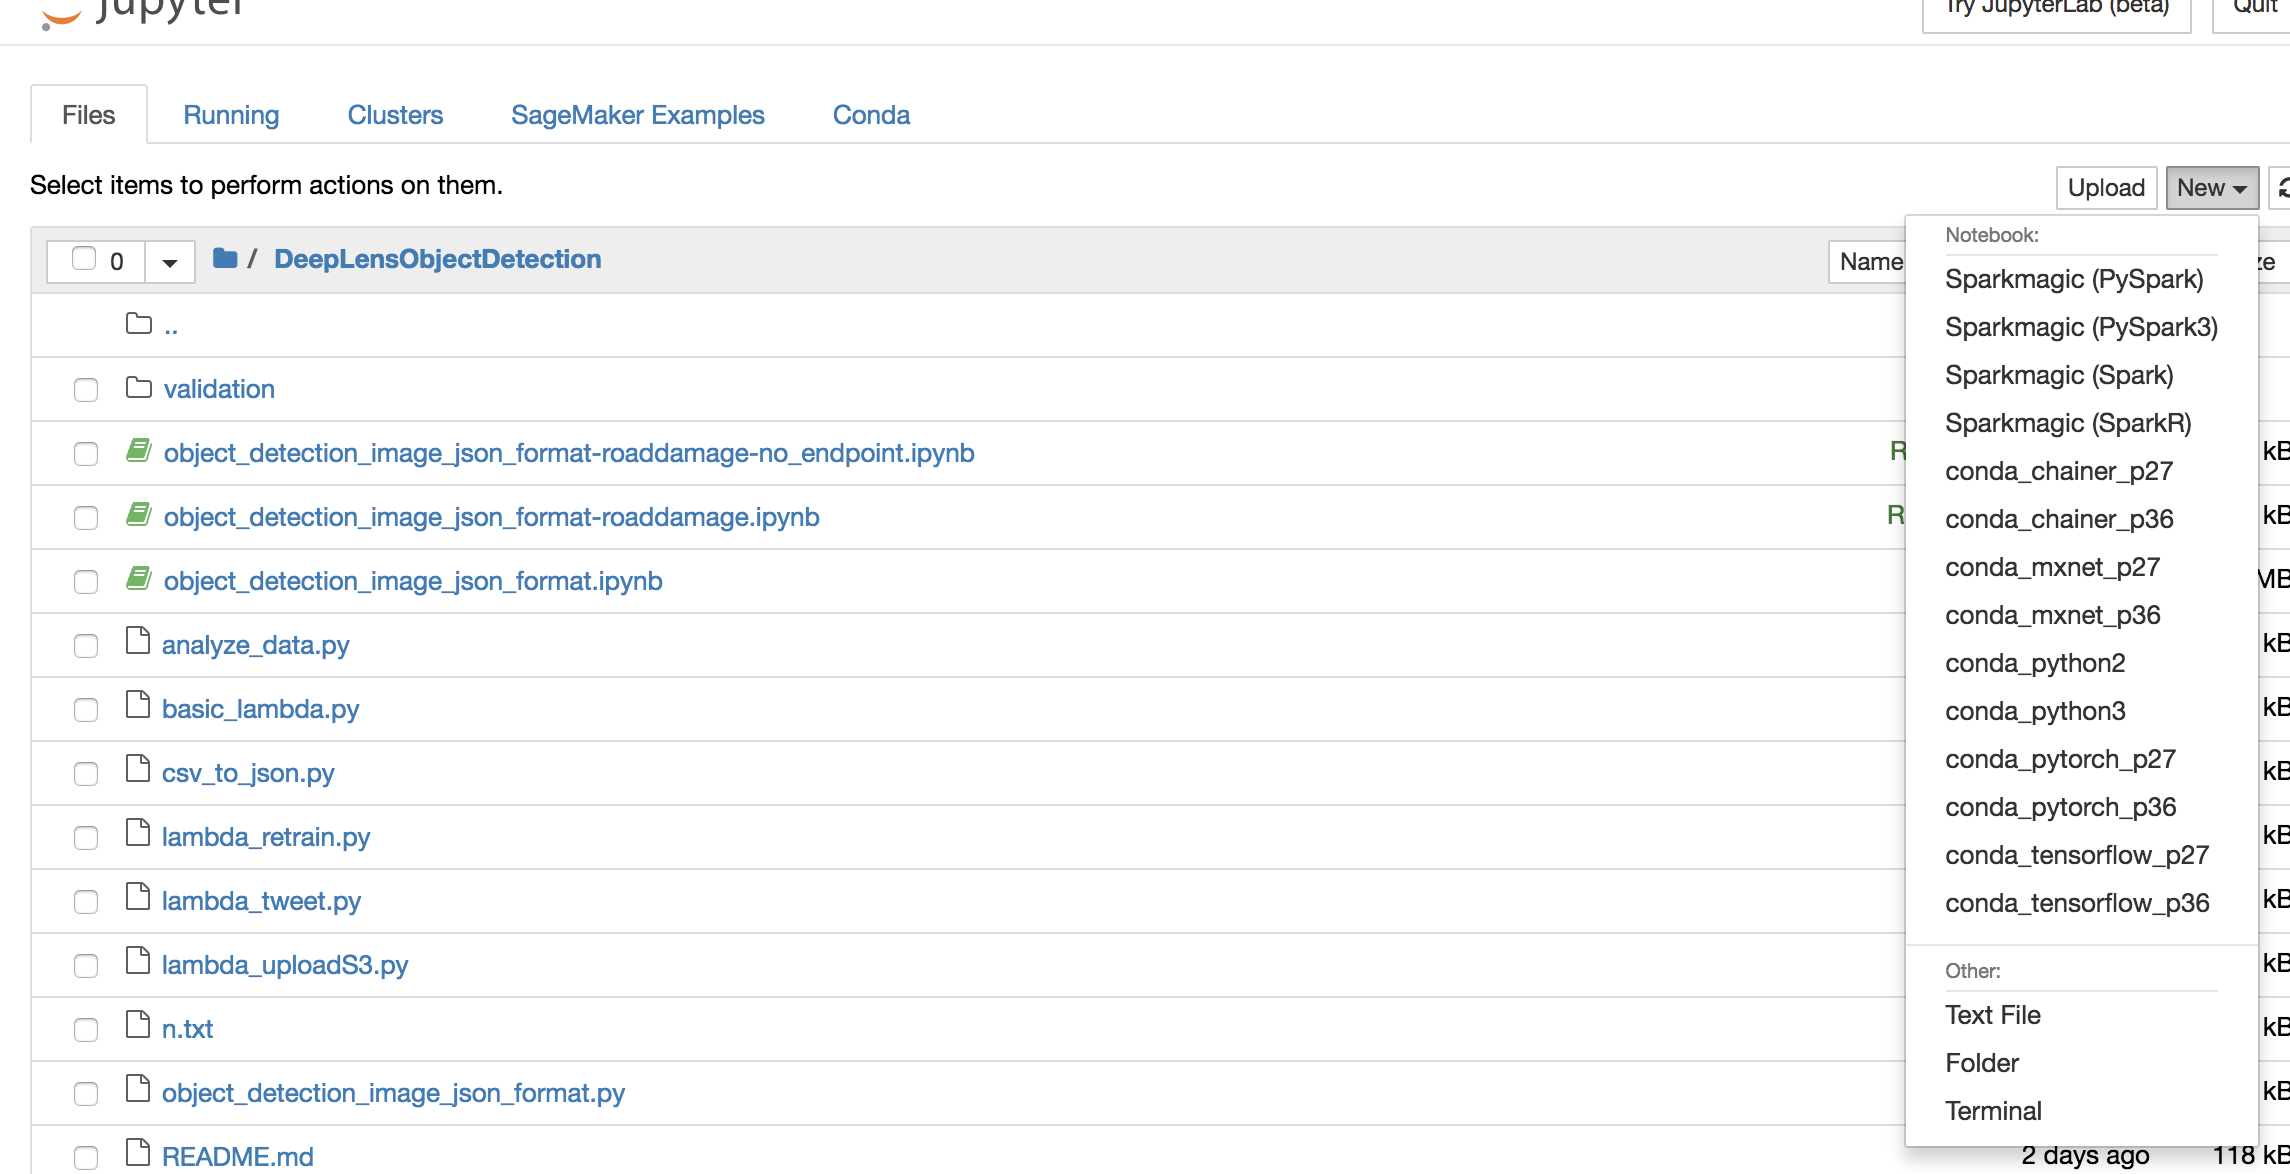 jupyter
Try JupyterLab (beta) Quit
Files Running Clusters SageMaker Examples Conda
Select items to perform actions on them.
Upload New
0 / DeepLensObjectDetection Name
Notebook:
Sparkmagic (PySpark)
Sparkmagic (PySpark3)
Sparkmagic (Spark)
Sparkmagic (SparkR)
conda_chainer_p27
conda_chainer_p36
conda_mxnet_p27
conda_mxnet_p36
conda_python2
conda_python3
conda_pytorch_p27
conda_pytorch_p36
conda_tensorflow_p27
conda_tensorflow_p36
Other:
Text File
Folder
Terminal
..
validation
object_detection_image_json_format-roaddamage-no_endpoint.ipynb R kB
object_detection_image_json_format-roaddamage.ipynb R kB
object_detection_image_json_format.ipynb MB
analyze_data.py kB
basic_lambda.py kB
csv_to_json.py kB
lambda_retrain.py kB
lambda_tweet.py kB
lambda_uploadS3.py kB
n.txt kB
object_detection_image_json_format.py kB
README.md 2 days ago 118 kB